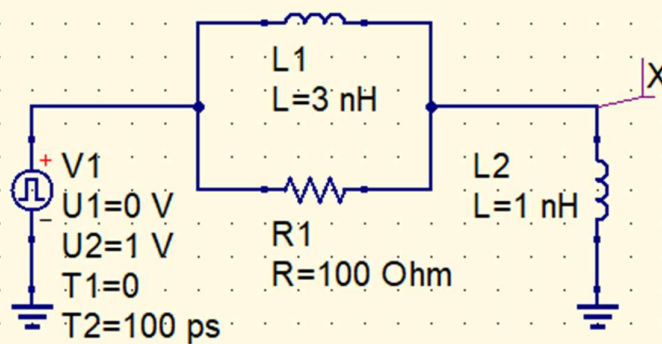 L1
L=3 nH
X
V1
U1=0 V
U2=1 V
T1=0
T2=100 ps
R1
R=100 Ohm
L2
L=1 nH